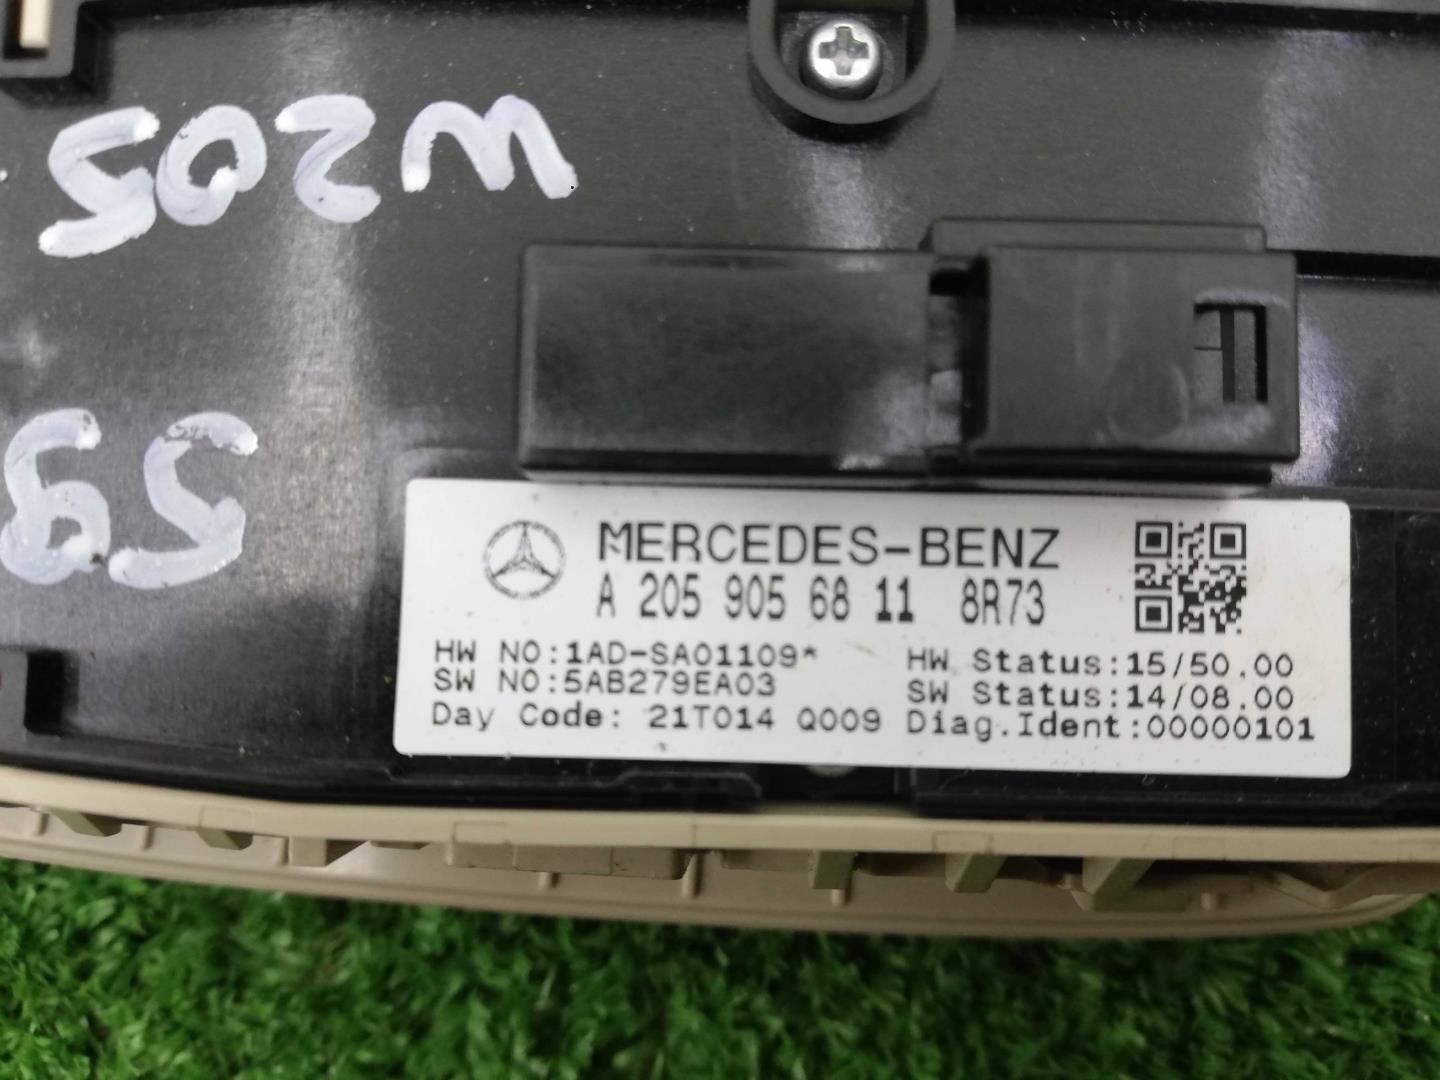 W205
59
MERCEDES-BENZ
A 205 905 68 11 8R73
HW NO:1AD-SA01109* HW Status:15/50.00
SW NO:5AB279EA03 SW Status:14/08.00
Day Code: 21T014 Q009 Diag.Ident:00000101